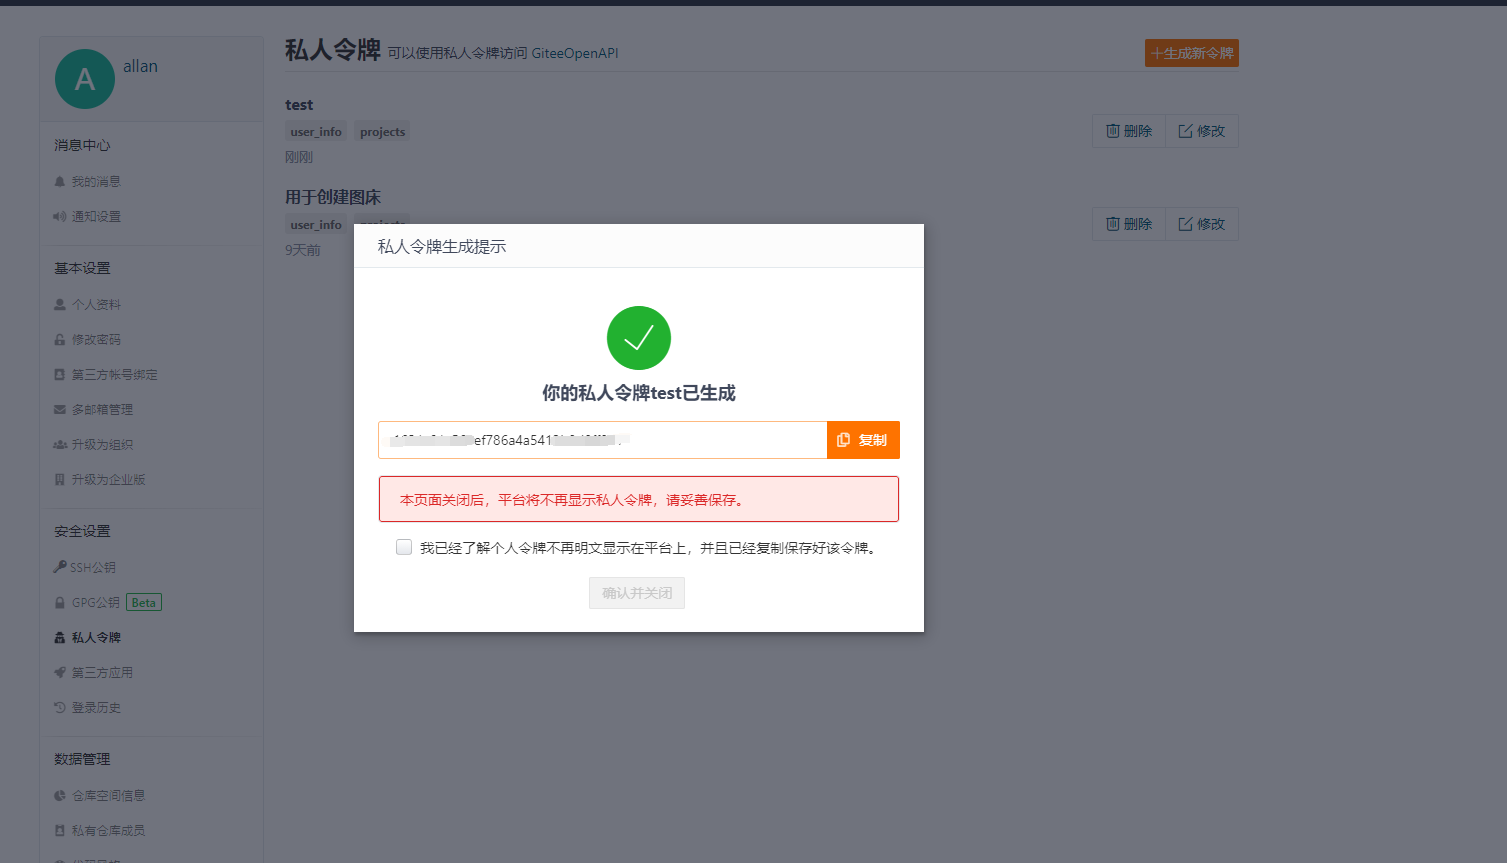 A
allan
消息中心
我的消息
通知设置
基本设置
个人资料
修改密码
第三方帐号绑定
多邮箱管理
升级为组织
升级为企业版
安全设置
SSH公钥
GPG公钥 Beta
私人令牌
第三方应用
登录历史
数据管理
仓库空间信息
私有仓库成员
私人令牌 可以使用私人令牌访问 GiteeOpenAPI
+生成新令牌
test
user_info projects
刚刚
删除 修改
用于创建图床
user_info projects
9天前
删除 修改
私人令牌生成提示
你的私人令牌test已生成
ef786a4a541
复制
本页面关闭后，平台将不再显示私人令牌，请妥善保存。
我已经了解个人令牌不再明文显示在平台上，并且已经复制保存好该令牌。
确认并关闭